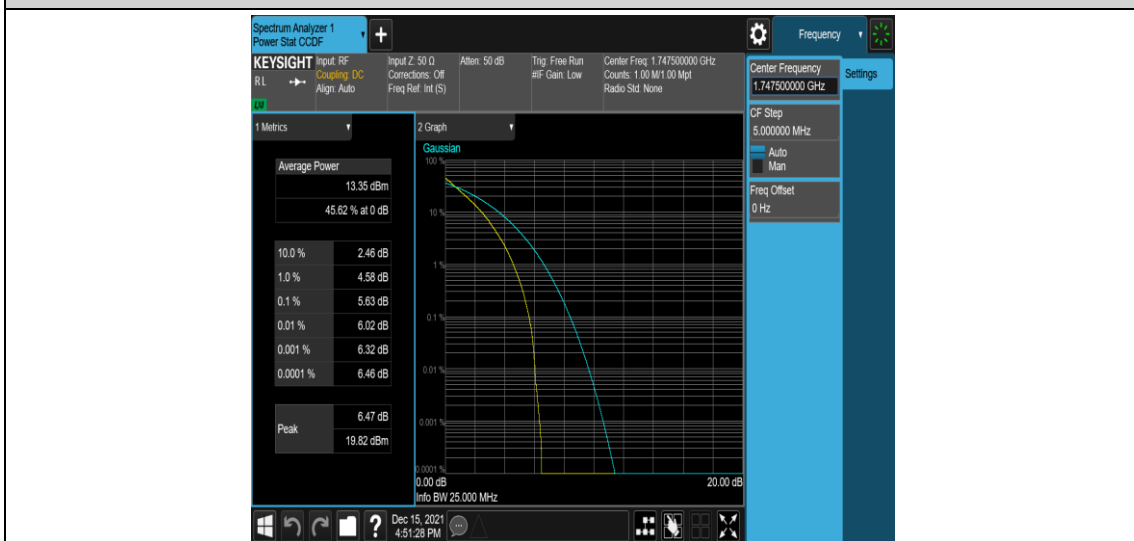 Spectrum Analyzer 1
Power Stat CCDF
+
Frequency
KEYSIGHT
RL
LXI
Input: RF
Coupling: DC
Align: Auto
Input Z: 50 Ω
Corrections: Off
Freq Ref: Int (S)
Atten: 50 dB
Trig: Free Run
#IF Gain: Low
Center Freq: 1.747500000 GHz
Counts: 1.00 M/1.00 Mpt
Radio Std: None
Center Frequency
1.747500000 GHz
Settings
CF Step
5.000000 MHz
Auto
Man
Freq Offset
0 Hz
1 Metrics
Average Power
13.35 dBm
45.62 % at 0 dB
10.0 % 2.46 dB
1.0 % 4.58 dB
0.1 % 5.63 dB
0.01 % 6.02 dB
0.001 % 6.32 dB
0.0001 % 6.46 dB
Peak
6.47 dB
19.82 dBm
2 Graph
Gaussian
100 %
10 %
1 %
0.1 %
0.01 %
0.001 %
0.0001 %
0.00 dB 20.00 dB
Info BW 25.000 MHz
?
Dec 15, 2021
4:51:28 PM